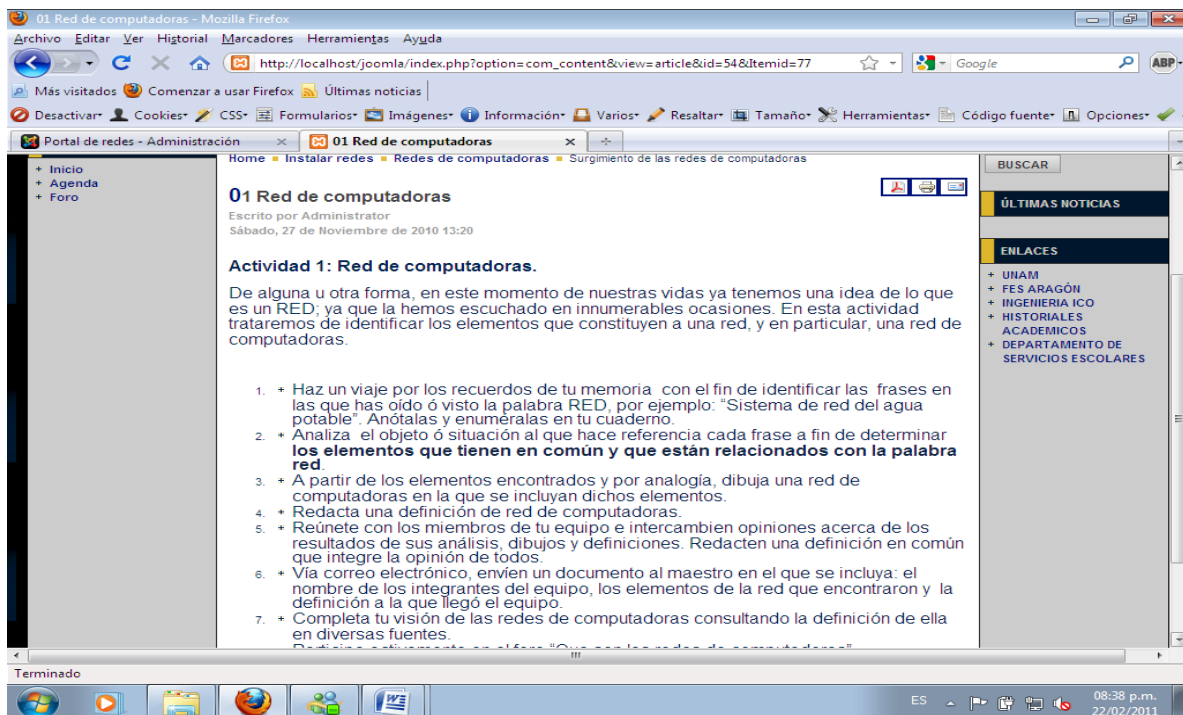 01 Red de computadoras - Mozilla Firefox
Archivo Editar Ver Historial Marcadores Herramientas Ayuda
http://localhost/joomla/index.php?option=com_content&view=article&id=54&Itemid=77
Google
ABP
Más visitados Comenzar a usar Firefox Últimas noticias
Desactivar Cookies CSS Formularios Imágenes Información Varios Resaltar Tamaño Herramientas Código fuente Opciones
Portal de redes - Administración
01 Red de computadoras
+ Inicio
+ Agenda
+ Foro
Home Instalar redes Redes de computadoras Surgimiento de las redes de computadoras
01 Red de computadoras
Escrito por Administrator
Sábado, 27 de Noviembre de 2010 13:20
Actividad 1: Red de computadoras.
De alguna u otra forma, en este momento de nuestras vidas ya tenemos una idea de lo que
es un RED; ya que la hemos escuchado en innumerables ocasiones. En esta actividad
trataremos de identificar los elementos que constituyen a una red, y en particular, una red de
computadoras.
1. + Haz un viaje por los recuerdos de tu memoria con el fin de identificar las frases en
las que has oído ó visto la palabra RED, por ejemplo: “Sistema de red del agua
potable”. Anótalas y enuméralas en tu cuaderno.
2. + Analiza el objeto ó situación al que hace referencia cada frase a fin de determinar
los elementos que tienen en común y que están relacionados con la palabra
red.
3. + A partir de los elementos encontrados y por analogía, dibuja una red de
computadoras en la que se incluyan dichos elementos.
4. + Redacta una definición de red de computadoras.
5. + Reúnete con los miembros de tu equipo e intercambien opiniones acerca de los
resultados de sus análisis, dibujos y definiciones. Redacten una definición en común
que integre la opinión de todos.
6. + Vía correo electrónico, envíen un documento al maestro en el que se incluya: el
nombre de los integrantes del equipo, los elementos de la red que encontraron y la
definición a la que llegó el equipo.
7. + Completa tu visión de las redes de computadoras consultando la definición de ella
en diversas fuentes.
BUSCAR
ÚLTIMAS NOTICIAS
ENLACES
+ UNAM
+ FES ARAGÓN
+ INGENIERIA ICO
+ HISTORIALES
ACADEMICOS
+ DEPARTAMENTO DE
SERVICIOS ESCOLARES
Terminado
ES
08:38 p.m.
22/02/2011